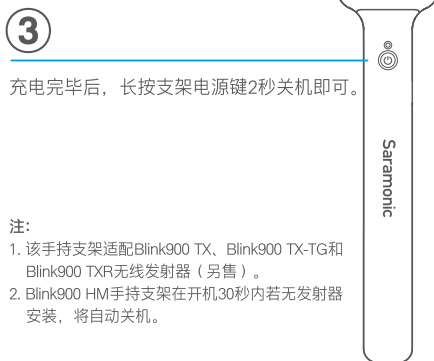 3
充电完毕后，长按支架电源键2秒关机即可。
Saramonic
注:
1. 该手持支架适配Blink900 TX、Blink900 TX-TG和
Blink900 TXR无线发射器（另售）。
2. Blink900 HM手持支架在开机30秒内若无发射器
安装，将自动关机。